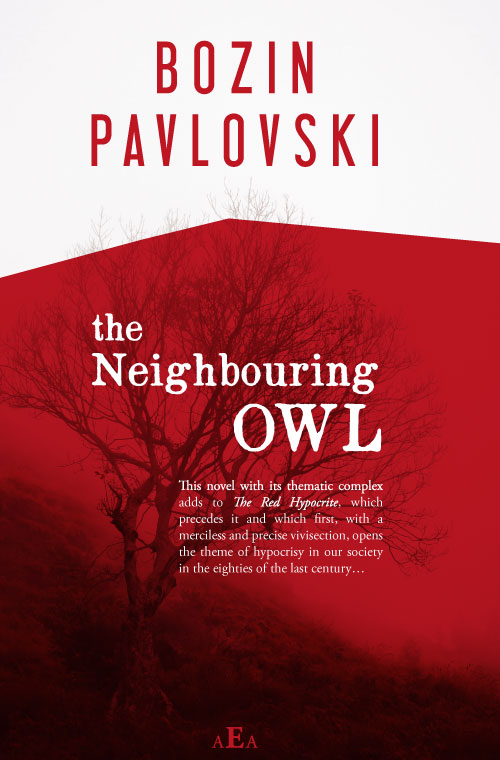 BOZIN
PAVLOVSKI
the
Neighbouring
OWL
This novel with its thematic complex
adds to The Red Hypocrite, which
precedes it and which first, with a
merciless and precise vivisection, opens
the theme of hypocrisy in our society
in the eighties of the last century…
AEA